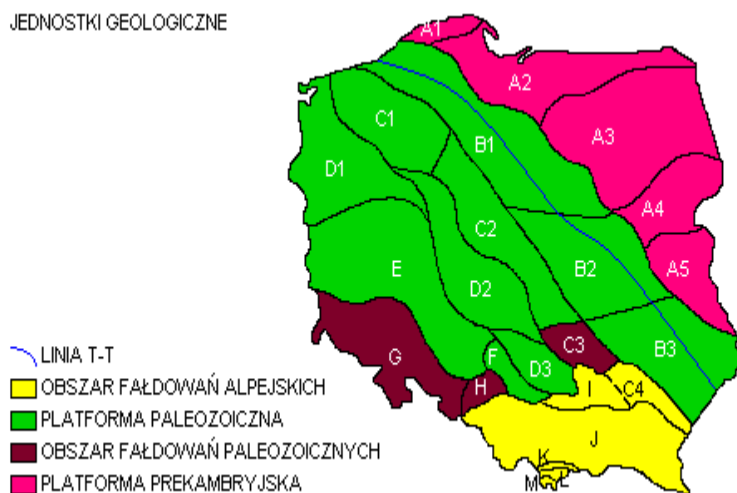 JEDNOSTKI GEOLOGICZNE
A1
A2
C1
B1
A3
D1
A4
C2
E
B2
A5
D2
G
F
D3
C3
B3
H
I
C4
J
K
L
M
LINIA T-T
OBSZAR FAŁDOWAŃ ALPEJSKICH
PLATFORMA PALEOZOICZNA
OBSZAR FAŁDOWAŃ PALEOZOICZNYCH
PLATFORMA PREKAMBRYJSKA